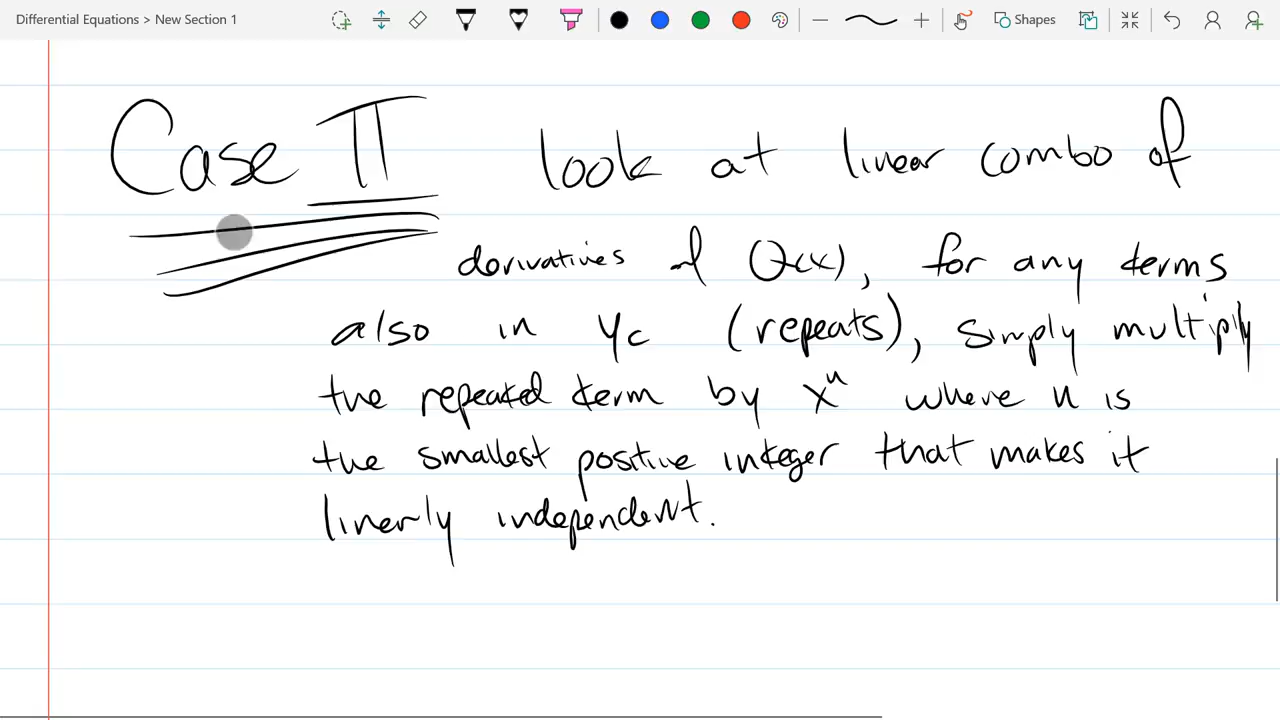 Differential Equations > New Section 1
Shapes
Case II look at linear combo of
derivatives of Q(x), for any terms
also in yc (repeats), simply multiply
the repeated term by xⁿ where n is
the smallest positive integer that makes it
linerly independent.